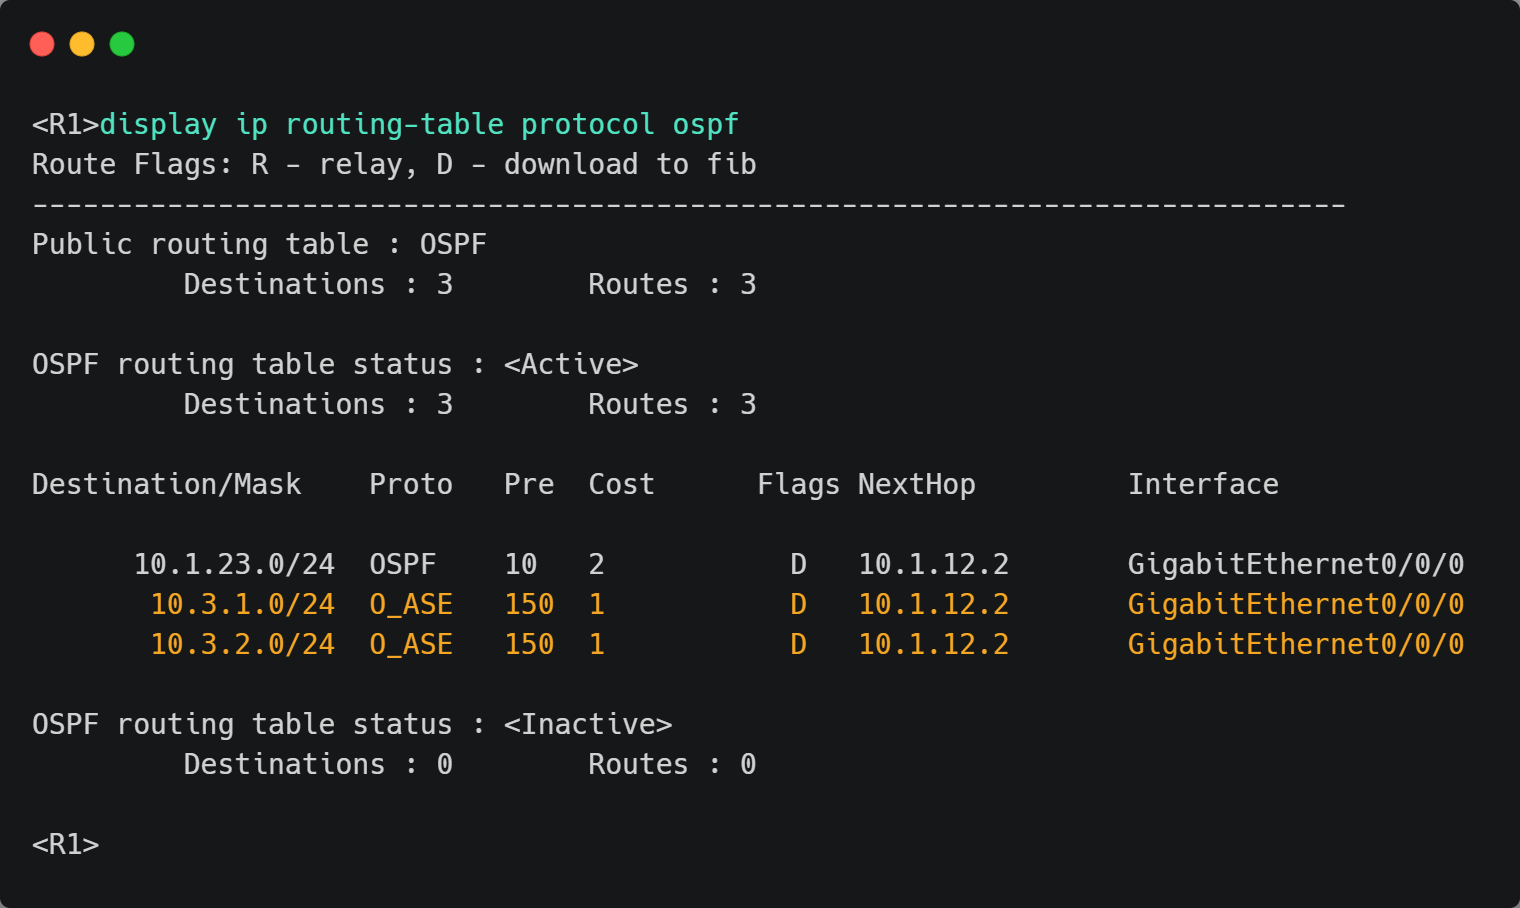 <R1>display ip routing-table protocol ospf
Route Flags: R - relay, D - download to fib
------------------------------------------------------------------------------
Public routing table : OSPF
         Destinations : 3        Routes : 3

OSPF routing table status : <Active>
         Destinations : 3        Routes : 3

Destination/Mask    Proto   Pre  Cost      Flags NextHop         Interface

      10.1.23.0/24  OSPF    10   2           D   10.1.12.2       GigabitEthernet0/0/0
       10.3.1.0/24  O_ASE   150  1           D   10.1.12.2       GigabitEthernet0/0/0
       10.3.2.0/24  O_ASE   150  1           D   10.1.12.2       GigabitEthernet0/0/0

OSPF routing table status : <Inactive>
         Destinations : 0        Routes : 0

<R1>